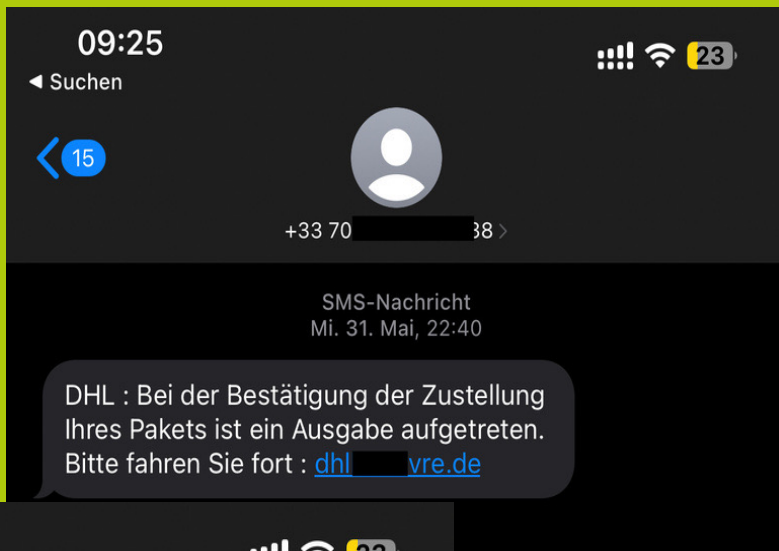 09:25
23
◀ Suchen
15
+33 70 38
SMS-Nachricht
Mi. 31. Mai, 22:40
DHL : Bei der Bestätigung der Zustellung
Ihres Pakets ist ein Ausgabe aufgetreten.
Bitte fahren Sie fort : dhl vre.de